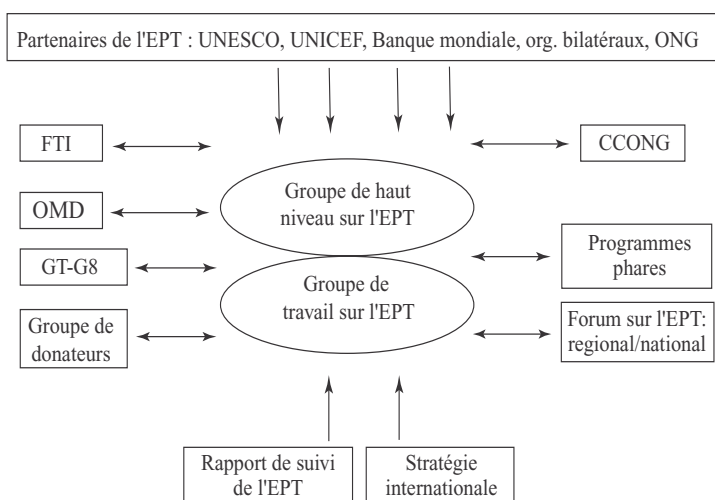 Partenaires de l'EPT : UNESCO, UNICEF, Banque mondiale, org. bilatéraux, ONG
FTI
CCONG
Groupe de haut
niveau sur l'EPT
OMD
Programmes
phares
GT-G8
Groupe de
travail sur l'EPT
Groupe de
donateurs
Forum sur l'EPT:
regional/national
Rapport de suivi
de l'EPT
Stratégie
internationale